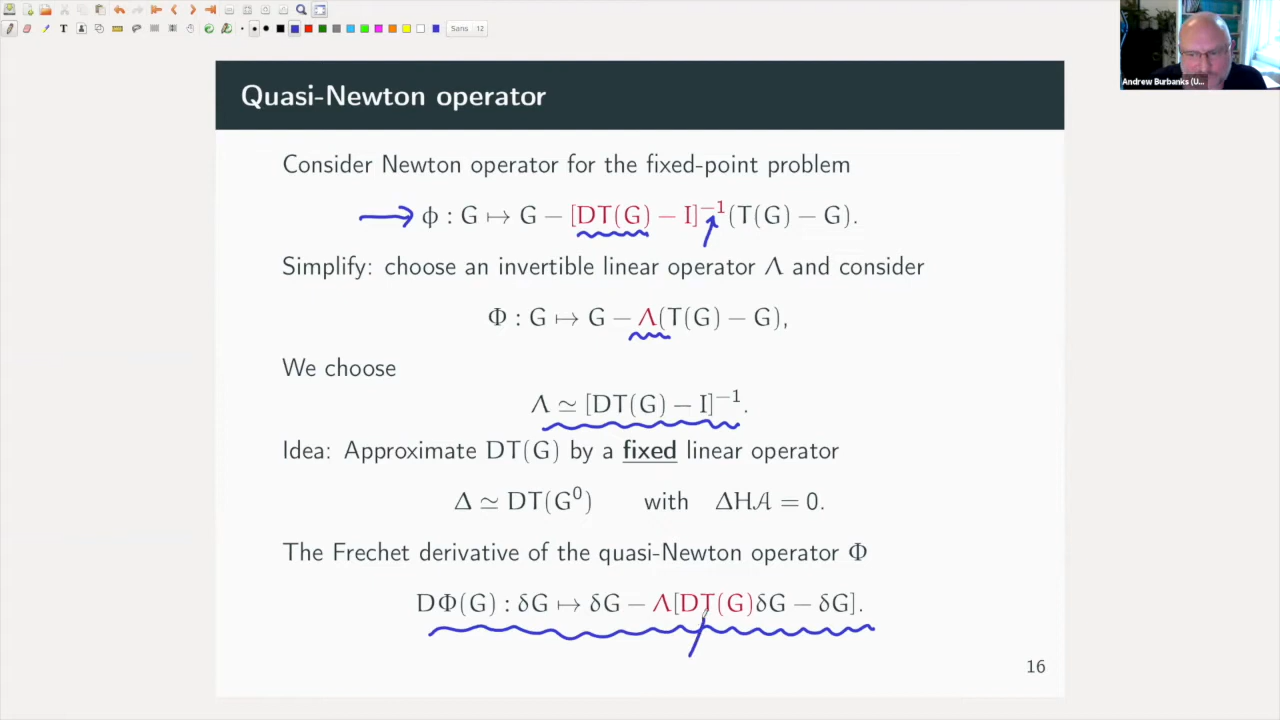 Sans 12
Andrew Burbanks (U...
Quasi-Newton operator
Consider Newton operator for the fixed-point problem
ϕ : G ↦ G − [DT(G) − I]⁻¹(T(G) − G).
Simplify: choose an invertible linear operator Λ and consider
Φ : G ↦ G − Λ(T(G) − G),
We choose
Λ ≃ [DT(G) − I]⁻¹.
Idea: Approximate DT(G) by a fixed linear operator
Δ ≃ DT(G⁰) with ΔH𝒜 = 0.
The Frechet derivative of the quasi-Newton operator Φ
DΦ(G) : δG ↦ δG − Λ[DT(G)δG − δG].
16